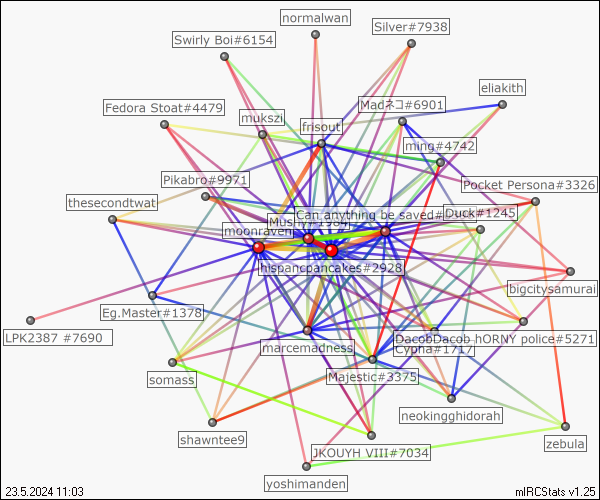 normalwan
Silver#7938
Swirly Boi#6154
eliakith
Fedora Stoat#4479
Madネコ#6901
mukszi
frisout
ming#4742
Pikabro#9971
Pocket Persona#3326
thesecondtwat
Can anything be saved#
Duck#1245
Mushy#1984
moonraven
hispancpancakes#2928
bigcitysamurai
Eg.Master#1378
LPK2387 #7690
DacobDacob hORNY police#5271
marcemadness
Cypha#1717
Majestic#3375
somass
neokingghidorah
shawntee9
zebula
JKOUYH VIII#7034
yoshimanden
23.5.2024 11:03
mIRCStats v1.25